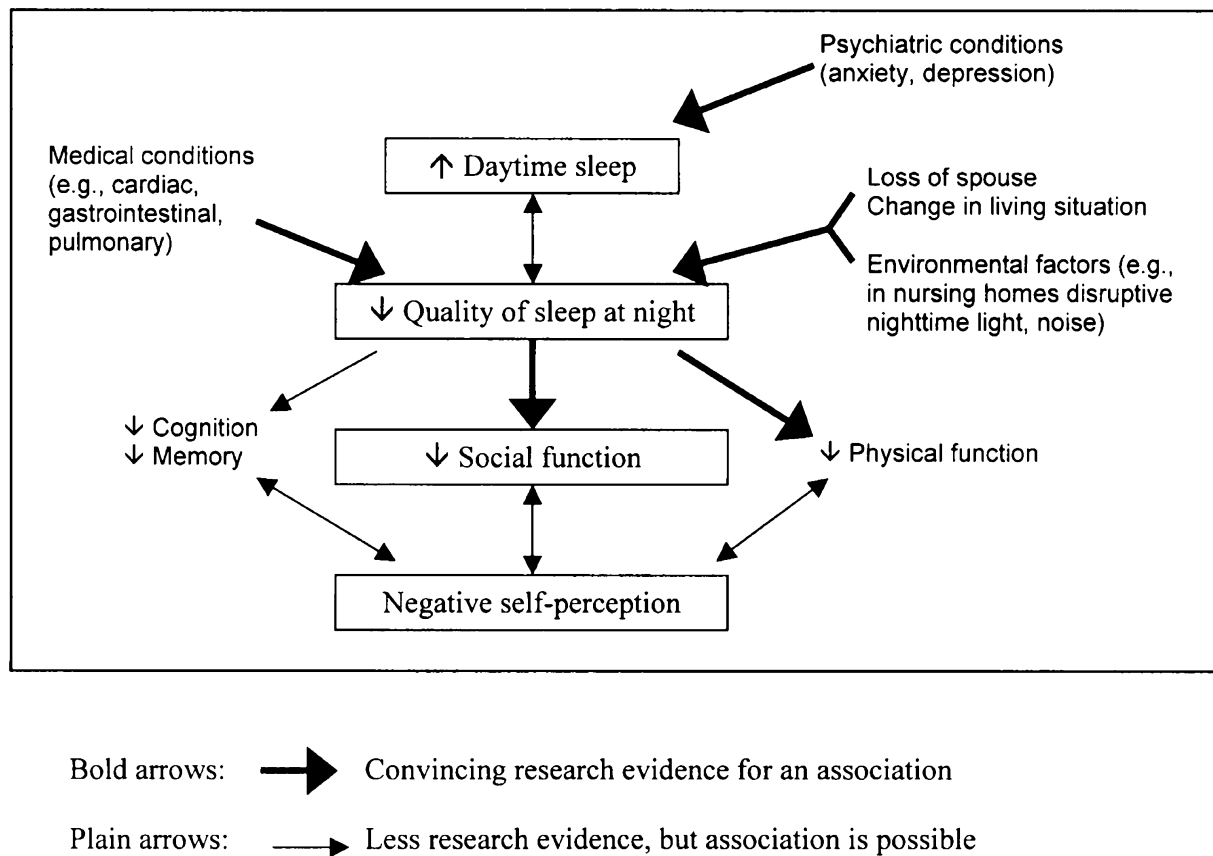 Psychiatric conditions
(anxiety, depression)
Medical conditions
(e.g., cardiac,
gastrointestinal,
pulmonary)
↑ Daytime sleep
Loss of spouse
Change in living situation
Environmental factors (e.g.,
in nursing homes disruptive
nighttime light, noise)
↓ Quality of sleep at night
↓ Cognition
↓ Memory
↓ Social function
↓ Physical function
Negative self-perception
Bold arrows: Convincing research evidence for an association
Plain arrows: Less research evidence, but association is possible